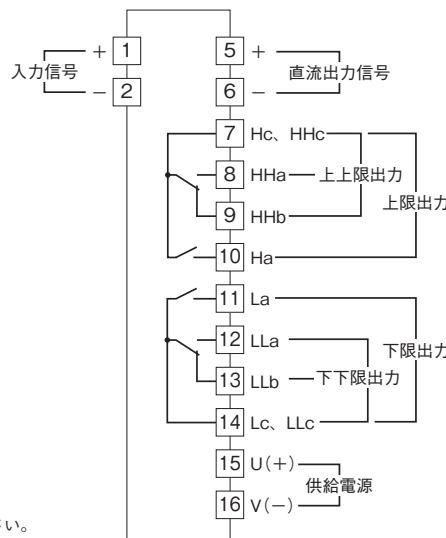 入力信号
+ 1
− 2
5 +
6 −
直流出力信号
7 Hc、HHc
8 HHa 上上限出力
9 HHb
上限出力
10 Ha
11 La
12 LLa
下限出力
13 LLb 下下限出力
14 Lc、LLc
15 U(+)
供給電源
16 V(−)
い。